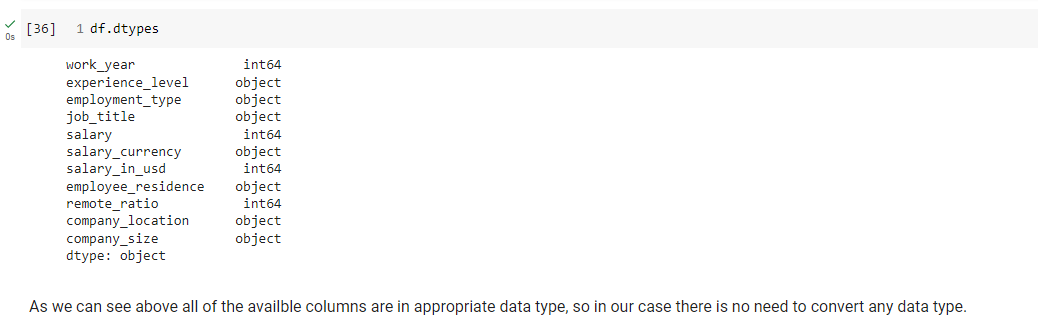 [36] 1 df.dtypes
0s
work_year int64
experience_level object
employment_type object
job_title object
salary int64
salary_currency object
salary_in_usd int64
employee_residence object
remote_ratio int64
company_location object
company_size object
dtype: object
As we can see above all of the availble columns are in appropriate data type, so in our case there is no need to convert any data type.